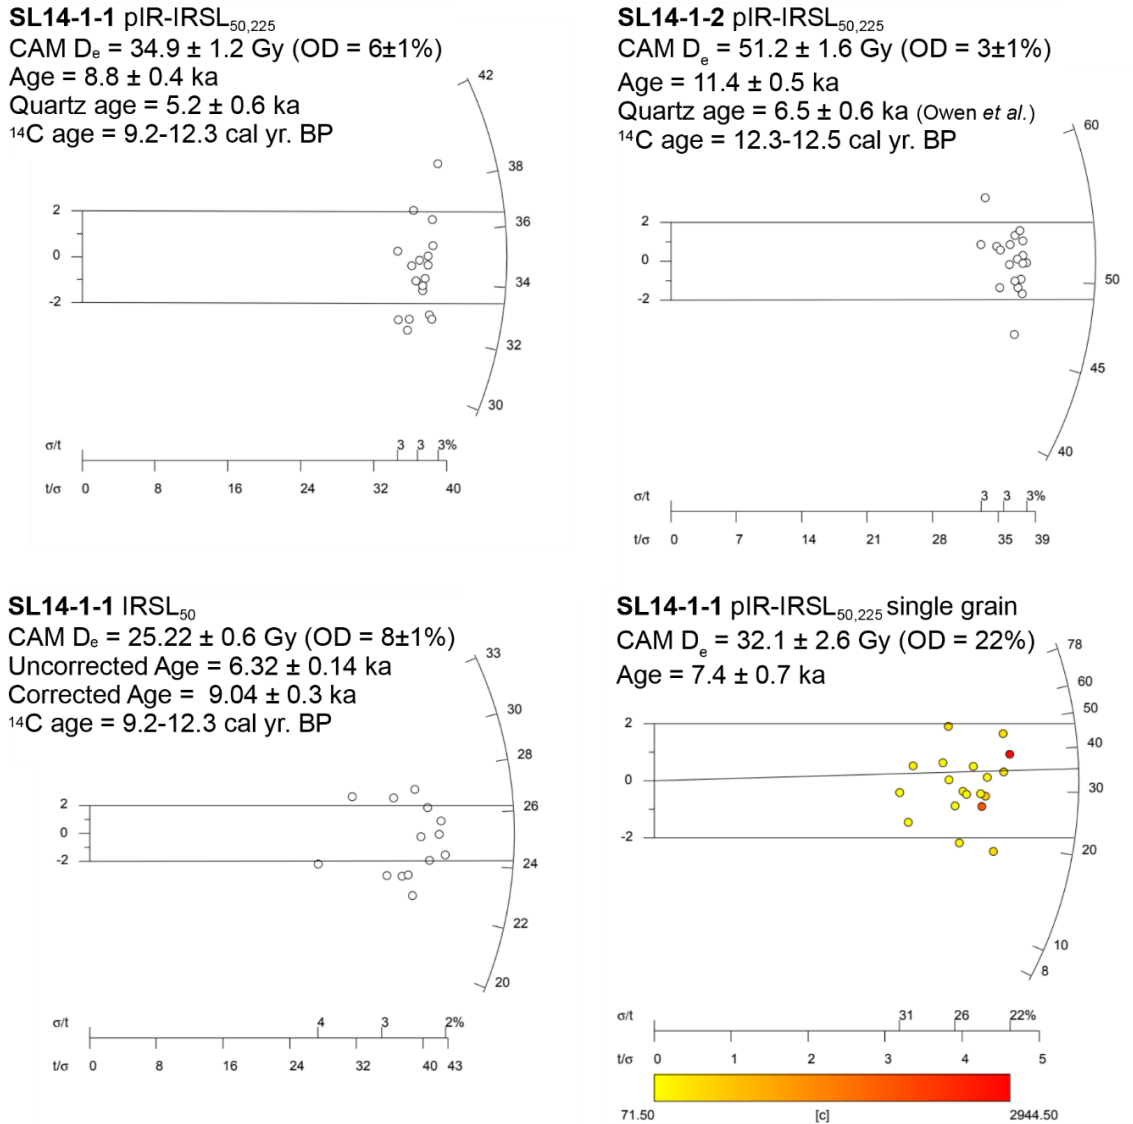 SL14-1-1 pIR-IRSL50,225
CAM De = 34.9 ± 1.2 Gy (OD = 6±1%)
Age = 8.8 ± 0.4 ka
Quartz age = 5.2 ± 0.6 ka
14C age = 9.2-12.3 cal yr. BP
42
38
36
34
32
30
2
0
-2
σ/t 3 3 3%
t/σ 0 8 16 24 32 40
SL14-1-2 pIR-IRSL50,225
CAM De = 51.2 ± 1.6 Gy (OD = 3±1%)
Age = 11.4 ± 0.5 ka
Quartz age = 6.5 ± 0.6 ka (Owen et al.)
14C age = 12.3-12.5 cal yr. BP
60
50
45
40
2
0
-2
σ/t 3 3 3%
t/σ 0 7 14 21 28 35 39
SL14-1-1 IRSL50
CAM De = 25.22 ± 0.6 Gy (OD = 8±1%)
Uncorrected Age = 6.32 ± 0.14 ka
Corrected Age = 9.04 ± 0.3 ka
14C age = 9.2-12.3 cal yr. BP
33
30
28
26
24
22
20
2
0
-2
σ/t 4 3 2%
t/σ 0 8 16 24 32 40 43
SL14-1-1 pIR-IRSL50,225 single grain
CAM De = 32.1 ± 2.6 Gy (OD = 22%)
Age = 7.4 ± 0.7 ka
78
60
50
40
30
20
10
8
2
0
-2
σ/t 31 26 22%
t/σ 0 1 2 3 4 5
71.50 [c] 2944.50